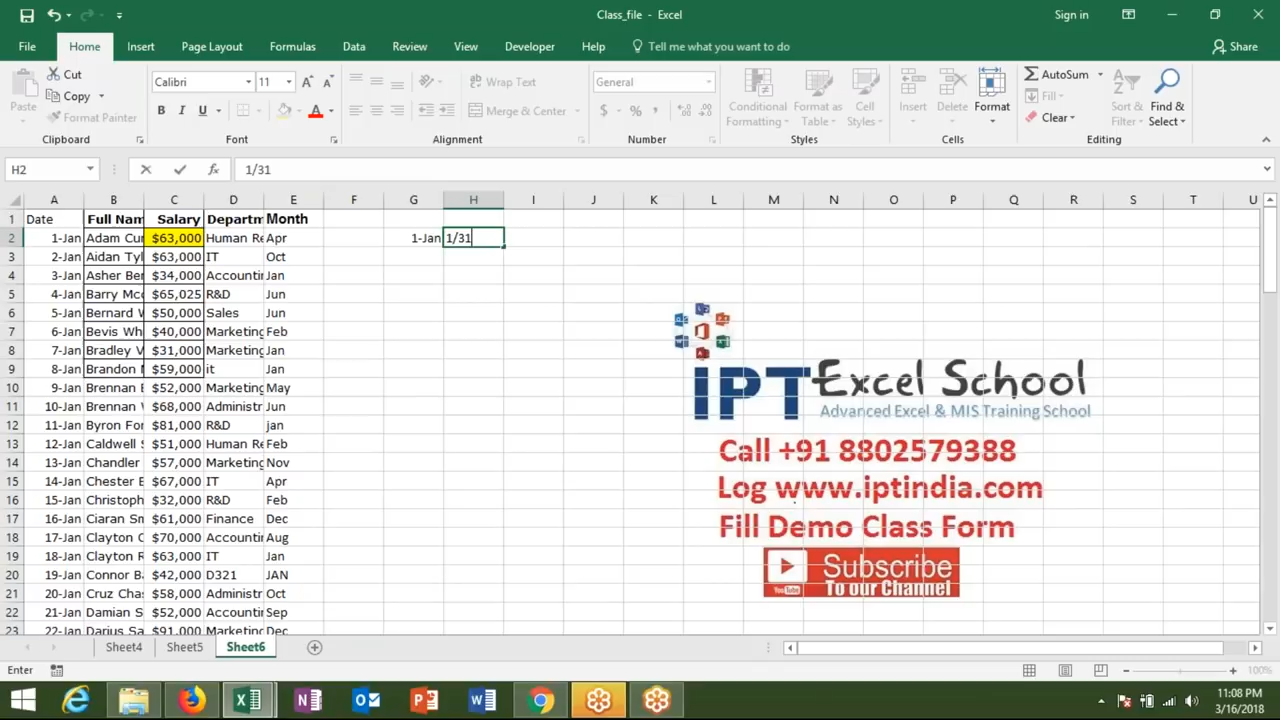 Class_file - Excel
Sign in
File Home Insert Page Layout Formulas Data Review View Developer Help Tell me what you want to do Share
Paste
Cut
Copy
Format Painter
Clipboard
Calibri 11
B I U
Font
Wrap Text
Merge & Center
Alignment
General
$ % ,
Number
Conditional Formatting
Format as Table
Cell Styles
Styles
Insert Delete Format
Cells
AutoSum
Fill
Clear
Sort & Filter
Find & Select
Editing
H2 fx 1/31
A B C D E F G H I J K L M N O P Q R S T U
1 Date Full Nam Salary Departm Month
2 1-Jan Adam Cur $63,000 Human Re Apr 1-Jan 1/31
3 2-Jan Aidan Tyl $63,000 IT Oct
4 3-Jan Asher Ber $34,000 Accountin Jan
5 4-Jan Barry Mcc $65,025 R&D Jun
6 5-Jan Bernard W $50,000 Sales Jun
7 6-Jan Bevis Wh $40,000 Marketing Feb
8 7-Jan Bradley V $31,000 Marketing Jan
9 8-Jan Brandon M $59,000 it Jan
10 9-Jan Brennan E $52,000 Marketing May
11 10-Jan Brennan W $68,000 Administr Jun
12 11-Jan Byron For $81,000 R&D jan
13 12-Jan Caldwell S $51,000 Human Re Feb
14 13-Jan Chandler $57,000 Marketing Nov
15 14-Jan Chester E $67,000 IT Apr
16 15-Jan Christoph $32,000 R&D Feb
17 16-Jan Ciaran Sm $61,000 Finance Dec
18 17-Jan Clayton C $70,000 Accountin Aug
19 18-Jan Clayton R $63,000 IT Jan
20 19-Jan Connor Ba $42,000 D321 JAN
21 20-Jan Cruz Cha $58,000 Administr Oct
22 21-Jan Damian S $52,000 Accountin Sep
23 22-Jan Darius Sa $91,000 Marketing Dec
IPT Excel School
Advanced Excel & MIS Training School
Call +91 8802579388
Log www.iptindia.com
Fill Demo Class Form
YouTube Subscribe
To our Channel
Sheet4 Sheet5 Sheet6
Enter
100%
11:08 PM
3/16/2018